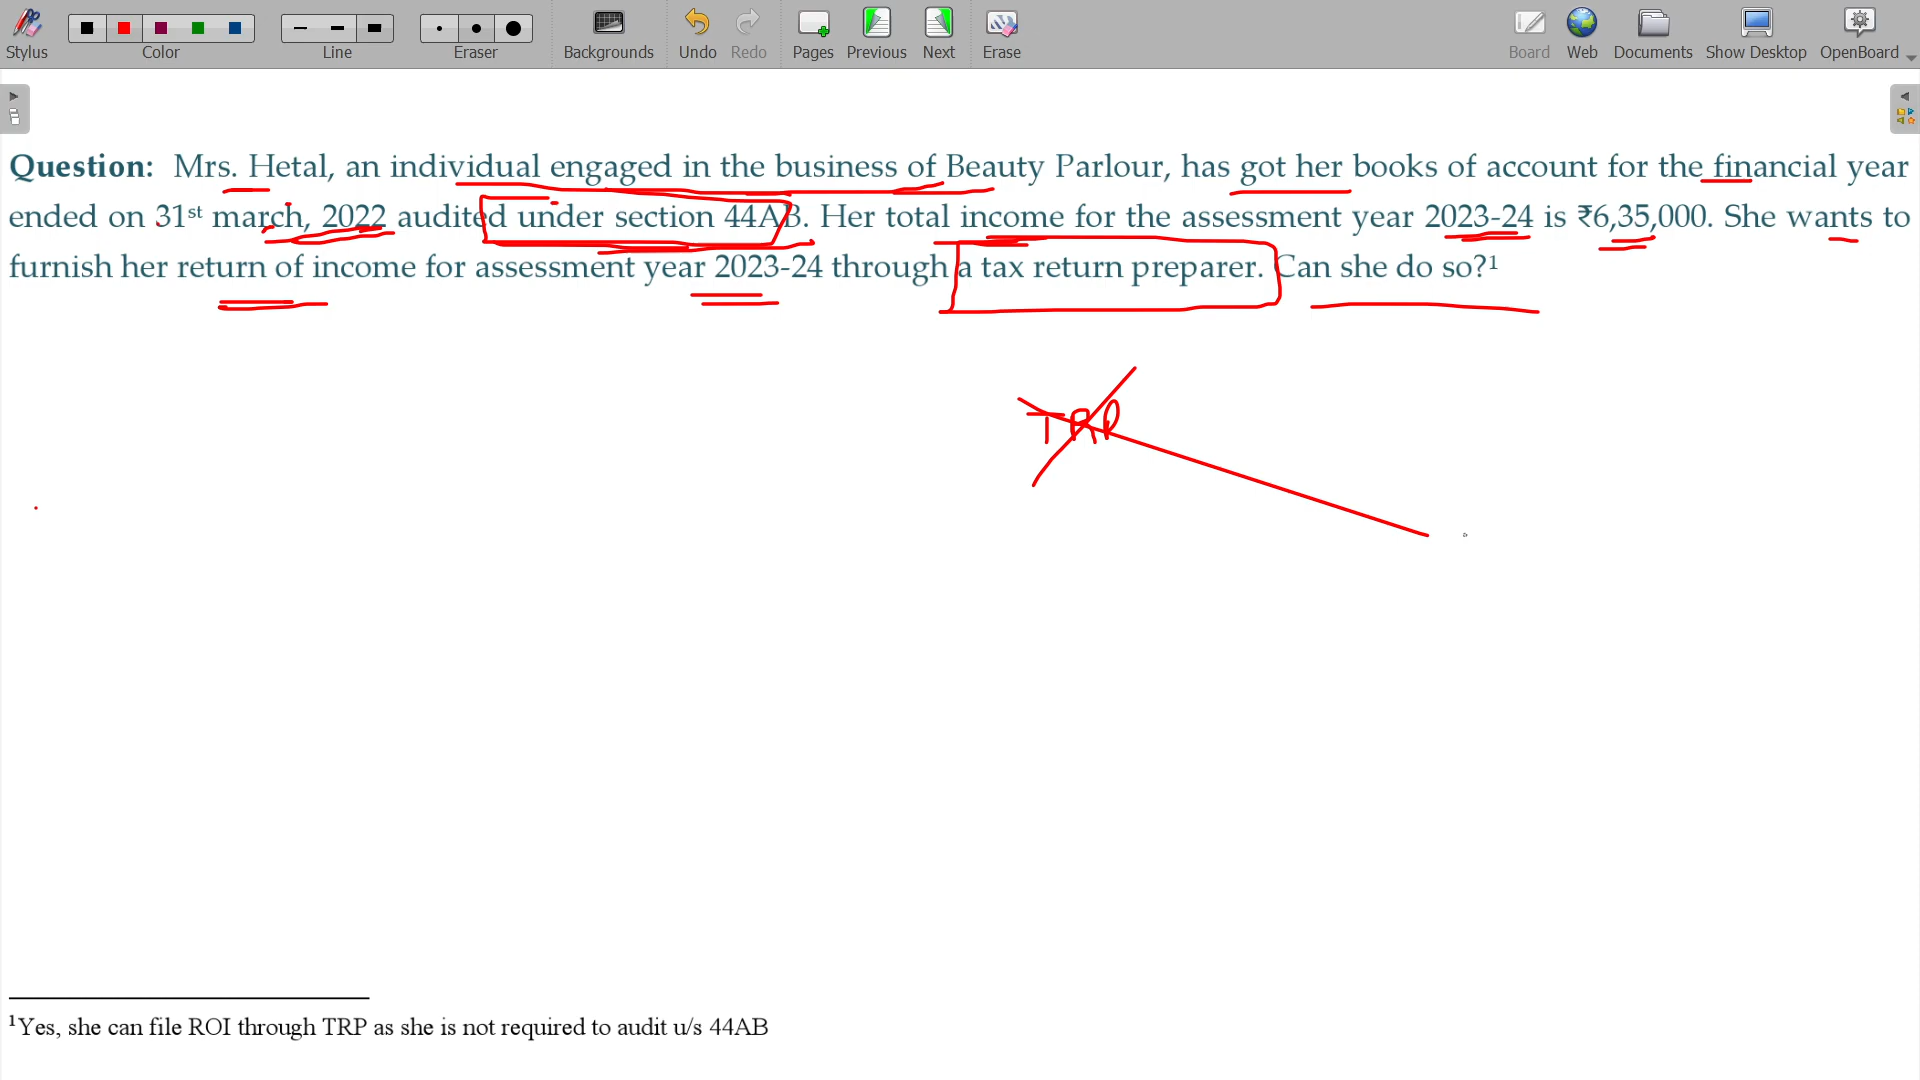 Stylus
Color
Line
Eraser
Backgrounds
Undo
Redo
Pages
Previous
Next
Erase
Board
Web
Documents
Show Desktop
OpenBoard
Question: Mrs. Hetal, an individual engaged in the business of Beauty Parlour, has got her books of account for the financial year
ended on 31st march, 2022 audited under section 44AB. Her total income for the assessment year 2023-24 is ₹6,35,000. She wants to
furnish her return of income for assessment year 2023-24 through a tax return preparer. Can she do so?1
TRP
1Yes, she can file ROI through TRP as she is not required to audit u/s 44AB